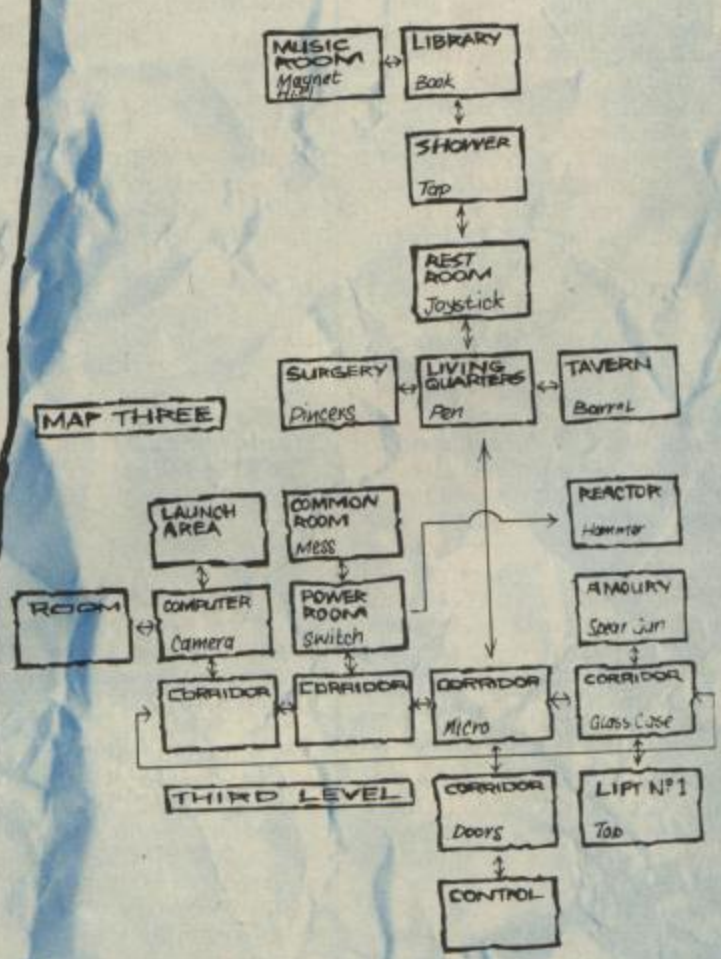 MUSIC
ROOM
Magnet
LIBRARY
Book
SHOWER
Tap
REST
ROOM
Joystick
SURGERY
Pincers
LIVING
QUARTERS
Pen
TAVERN
Barrel
MAP THREE
LAUNCH
AREA
COMMON
ROOM
Mess
REACTOR
Hammer
ROOM
COMPUTER
Camera
POWER
ROOM
Switch
AMOURY
Spear Gun
CORRIDOR
CORRIDOR
CORRIDOR
Micro
CORRIDOR
Glass Case
THIRD LEVEL
CORRIDOR
Doors
LIFT Nº1
Top
CONTROL